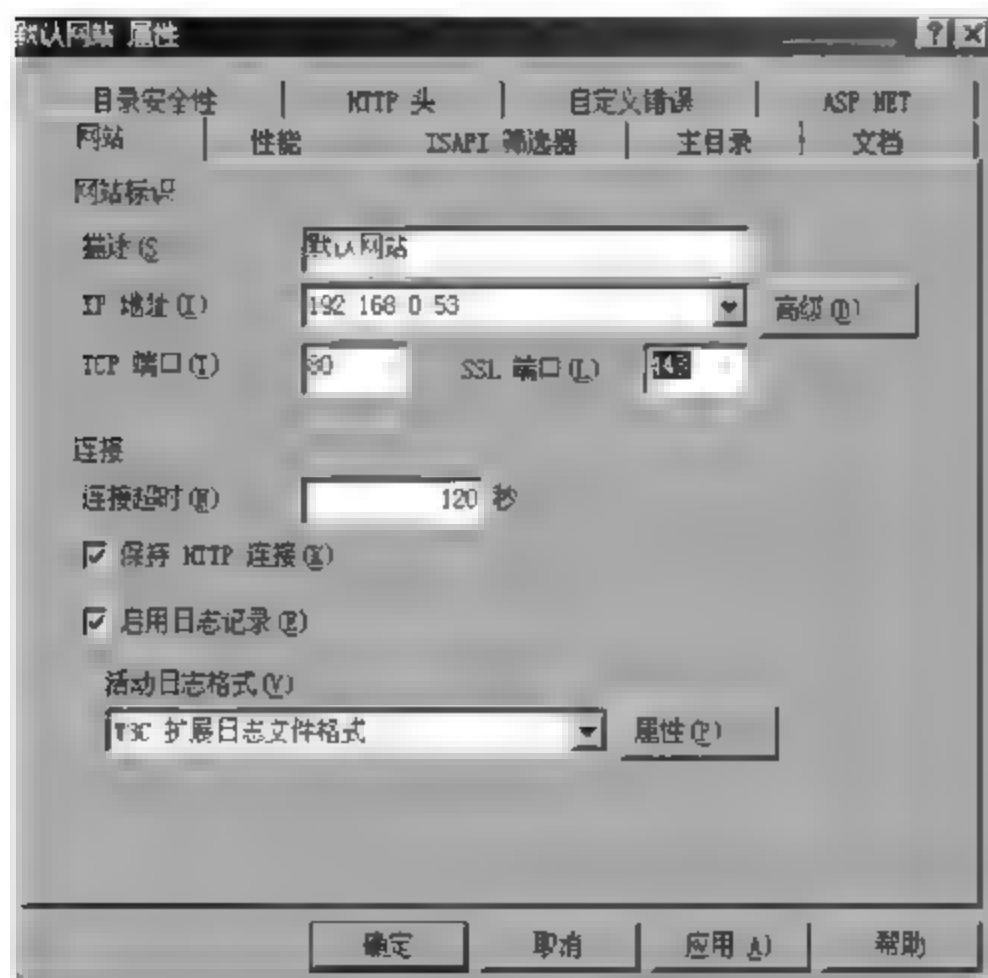 默认网站 属性
目录安全性 HTTP 头 自定义错误 ASP NET
网站 性能 ISAPI 筛选器 主目录 文档
网站标识
描述(S
默认网站
IP 地址(I)
192 168 0 53
高级(D)
TCP 端口(T)
80
SSL 端口(L)
443
连接
连接超时(N)
120 秒
保持 HTTP 连接(K)
启用日志记录(E)
活动日志格式(V)
W3C 扩展日志文件格式
属性(P)
确定 取消 应用 A) 帮助